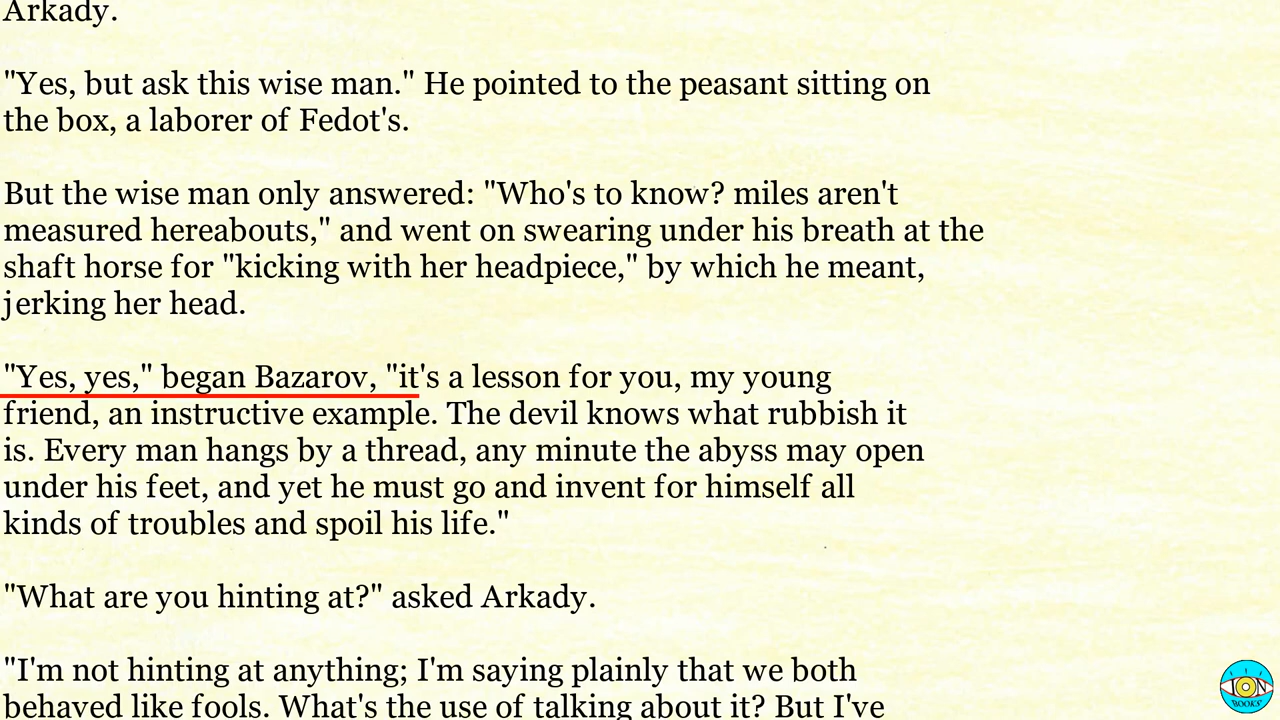 Arkady.
"Yes, but ask this wise man." He pointed to the peasant sitting on
the box, a laborer of Fedot's.
But the wise man only answered: "Who's to know? miles aren't
measured hereabouts," and went on swearing under his breath at the
shaft horse for "kicking with her headpiece," by which he meant,
jerking her head.
"Yes, yes," began Bazarov, "it's a lesson for you, my young
friend, an instructive example. The devil knows what rubbish it
is. Every man hangs by a thread, any minute the abyss may open
under his feet, and yet he must go and invent for himself all
kinds of troubles and spoil his life."
"What are you hinting at?" asked Arkady.
"I'm not hinting at anything; I'm saying plainly that we both
behaved like fools. What's the use of talking about it? But I've
ION
BOOKS